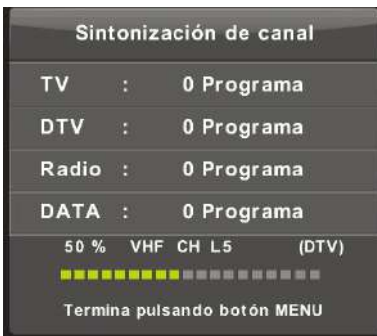 Sintonización de canal
TV : 0 Programa
DTV : 0 Programa
Radio : 0 Programa
DATA : 0 Programa
50 % VHF CH L5 (DTV)
Termina pulsando botón MENU